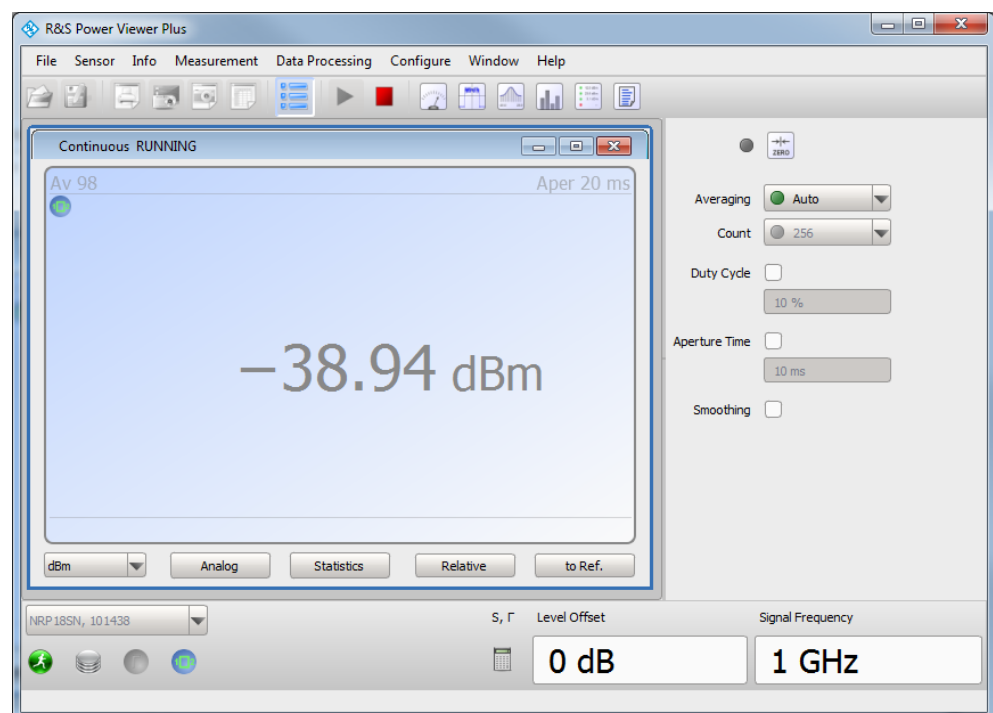 R&S Power Viewer Plus
File Sensor Info Measurement Data Processing Configure Window Help
Continuous RUNNING
Av 98 Aper 20 ms
−38.94 dBm
dBm Analog Statistics Relative to Ref.
ZERO
Averaging Auto
Count 256
Duty Cycle
10 %
Aperture Time
10 ms
Smoothing
NRP18SN, 101438
S, Γ Level Offset Signal Frequency
0 dB 1 GHz